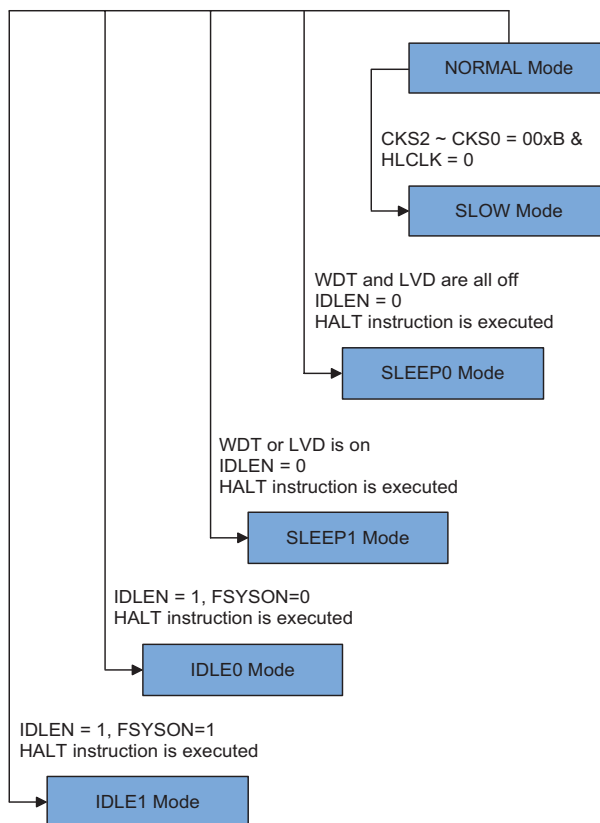 NORMAL Mode
CKS2 ~ CKS0 = 00xB &
HLCLK = 0
SLOW Mode
WDT and LVD are all off
IDLEN = 0
HALT instruction is executed
SLEEP0 Mode
WDT or LVD is on
IDLEN = 0
HALT instruction is executed
SLEEP1 Mode
IDLEN = 1, FSYSON=0
HALT instruction is executed
IDLE0 Mode
IDLEN = 1, FSYSON=1
HALT instruction is executed
IDLE1 Mode